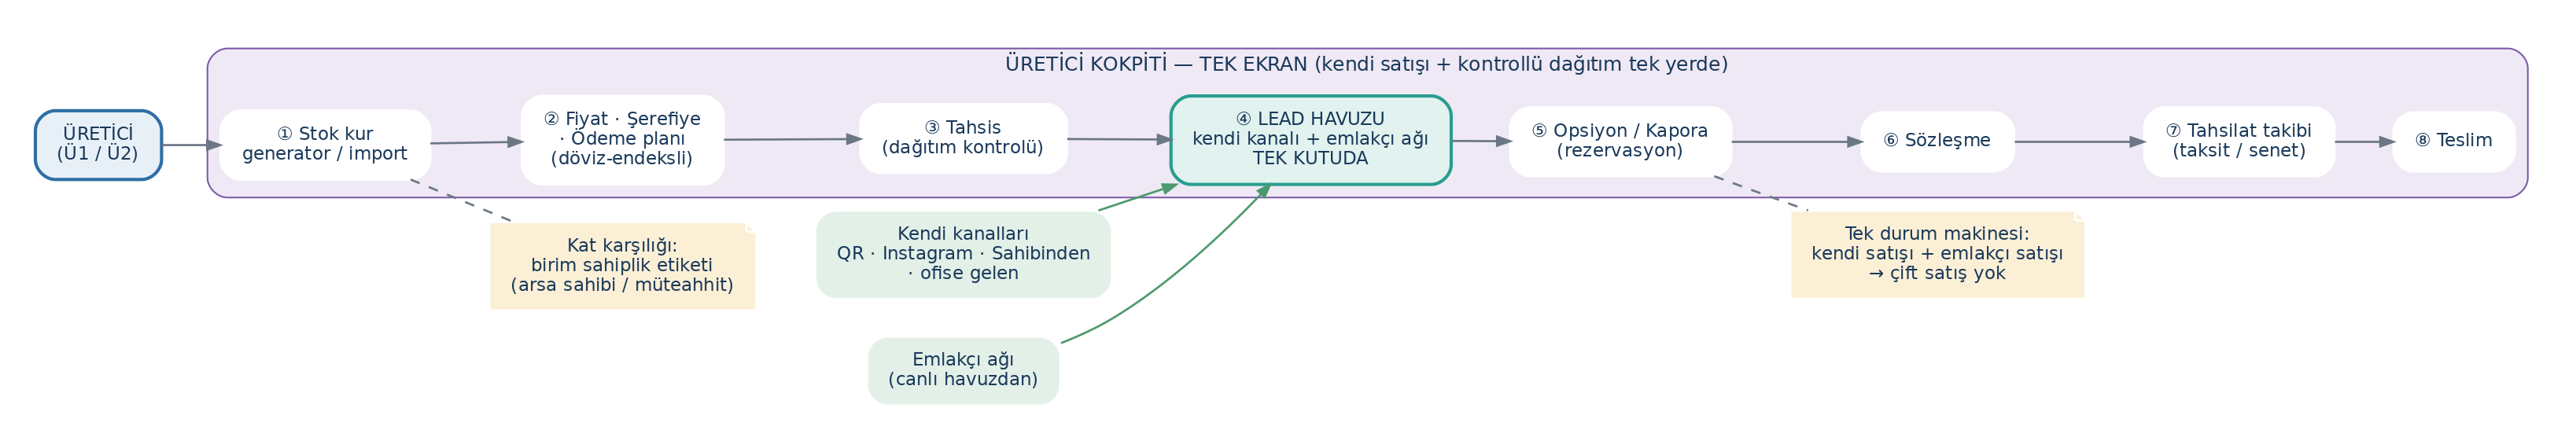 ÜRETİCİ KOKPİTİ — TEK EKRAN (kendi satışı + kontrollü dağıtım tek yerde)
ÜRETİCİ
(Ü1 / Ü2)
① Stok kur
generator / import
② Fiyat · Şerefiye
· Ödeme planı
(döviz-endeksli)
③ Tahsis
(dağıtım kontrolü)
④ LEAD HAVUZU
kendi kanalı + emlakçı ağı
TEK KUTUDA
⑤ Opsiyon / Kapora
(rezervasyon)
⑥ Sözleşme
⑦ Tahsilat takibi
(taksit / senet)
⑧ Teslim
Kat karşılığı:
birim sahiplik etiketi
(arsa sahibi / müteahhit)
Kendi kanalları
QR · Instagram · Sahibinden
· ofise gelen
Tek durum makinesi:
kendi satışı + emlakçı satışı
→ çift satış yok
Emlakçı ağı
(canlı havuzdan)